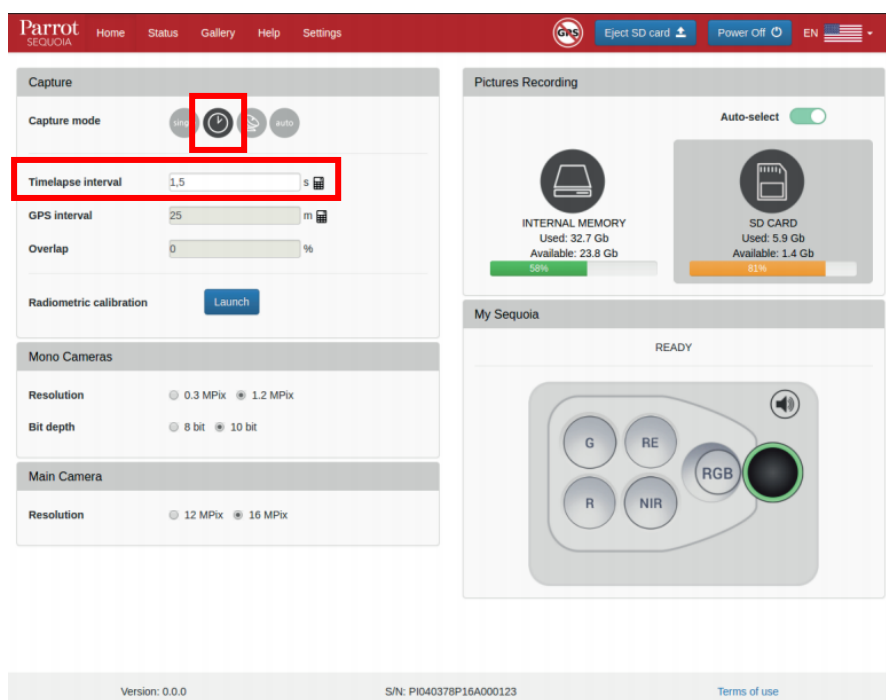 Parrot
SEQUOIA
Home Status Gallery Help Settings
GPS
Eject SD card
Power Off
EN
Capture
Capture mode
auto
Timelapse interval 1,5 s
GPS interval 25 m
Overlap 0 %
Radiometric calibration Launch
Mono Cameras
Resolution 0.3 MPix 1.2 MPix
Bit depth 8 bit 10 bit
Main Camera
Resolution 12 MPix 16 MPix
Pictures Recording
Auto-select
INTERNAL MEMORY
Used: 32.7 Gb
Available: 23.8 Gb
58%
SD CARD
Used: 5.9 Gb
Available: 1.4 Gb
81%
My Sequoia
READY
G RE
RGB
R NIR
Version: 0.0.0 S/N: PI040378P16A000123 Terms of use